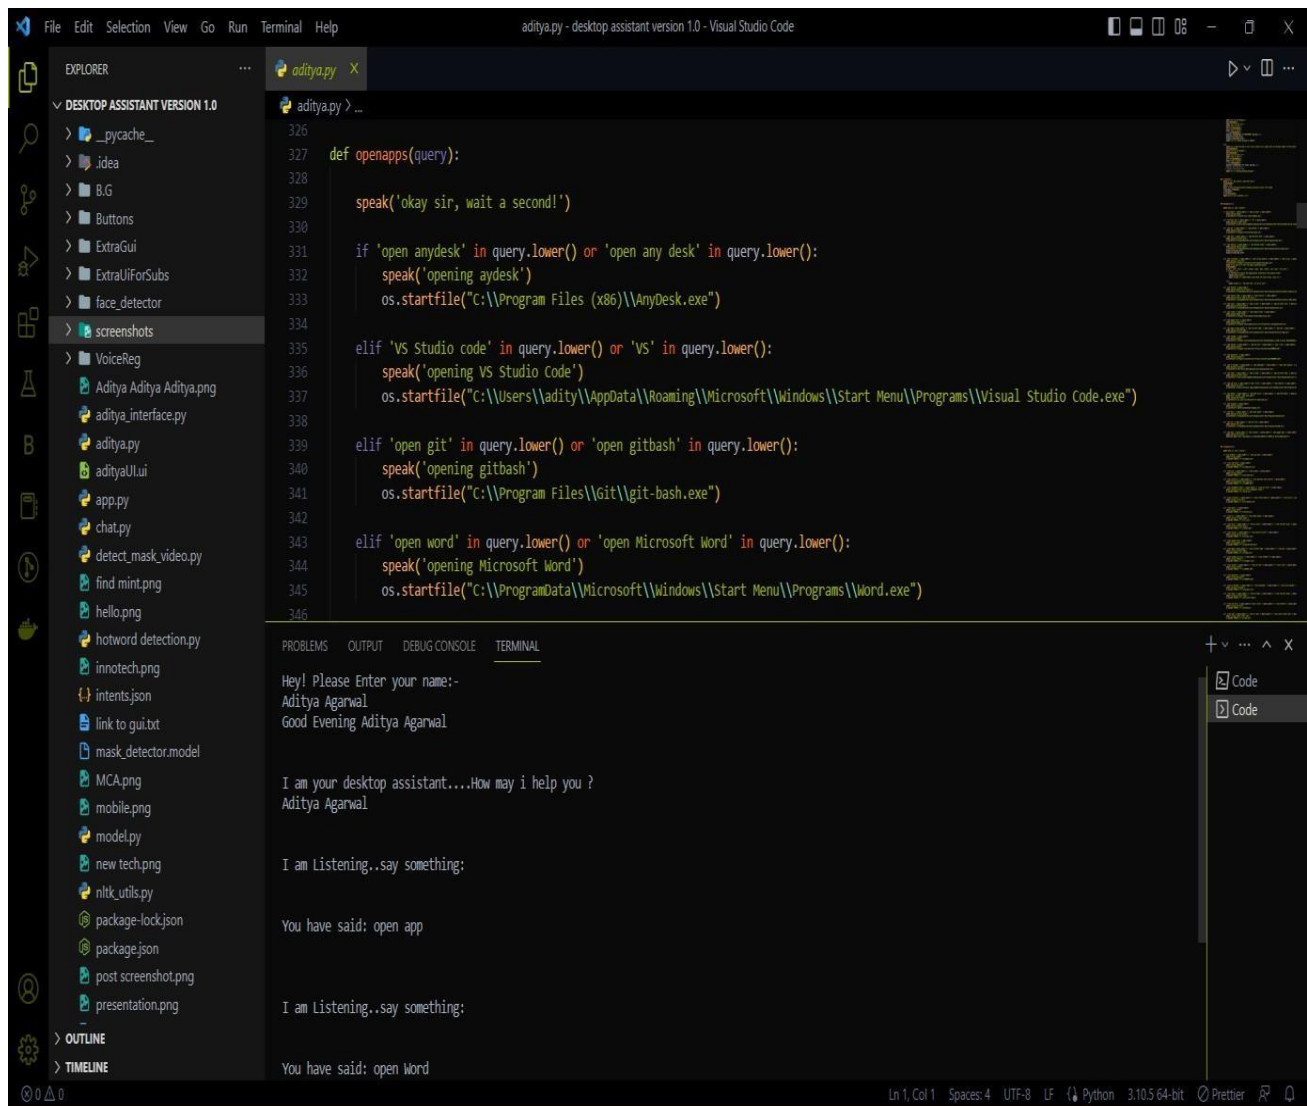 File Edit Selection View Go Run Terminal Help
aditya.py - desktop assistant version 1.0 - Visual Studio Code
EXPLORER
DESKTOP ASSISTANT VERSION 1.0
__pycache__
.idea
B.G
Buttons
ExtraGui
ExtraUiForSubs
face_detector
screenshots
VoiceReg
Aditya Aditya Aditya.png
aditya_interface.py
aditya.py
adityaUI.ui
app.py
chat.py
detect_mask_video.py
find mint.png
hello.png
hotword detection.py
innotech.png
intents.json
link to gui.txt
mask_detector.model
MCA.png
mobile.png
model.py
new tech.png
nltk_utils.py
package-lock.json
package.json
post screenshot.png
presentation.png
OUTLINE
TIMELINE
aditya.py X
aditya.py > ...
326
327 def openapps(query):
328
329 speak('okay sir, wait a second!')
330
331 if 'open anydesk' in query.lower() or 'open any desk' in query.lower():
332 speak('opening aydesk')
333 os.startfile("C:\\Program Files (x86)\\AnyDesk.exe")
334
335 elif 'VS Studio code' in query.lower() or 'VS' in query.lower():
336 speak('opening VS Studio Code')
337 os.startfile("C:\\Users\\adity\\AppData\\Roaming\\Microsoft\\Windows\\Start Menu\\Programs\\Visual Studio Code.exe")
338
339 elif 'open git' in query.lower() or 'open gitbash' in query.lower():
340 speak('opening gitbash')
341 os.startfile("C:\\Program Files\\Git\\git-bash.exe")
342
343 elif 'open word' in query.lower() or 'open Microsoft Word' in query.lower():
344 speak('opening Microsoft Word')
345 os.startfile("C:\\ProgramData\\Microsoft\\Windows\\Start Menu\\Programs\\Word.exe")
346
PROBLEMS OUTPUT DEBUG CONSOLE TERMINAL
Hey! Please Enter your name:-
Aditya Agarwal
Good Evening Aditya Agarwal
I am your desktop assistant....How may i help you ?
Aditya Agarwal
I am Listening..say something:
You have said: open app
I am Listening..say something:
You have said: open Word
Code
Code
0 0
Ln 1, Col 1 Spaces: 4 UTF-8 LF Python 3.10.5 64-bit Prettier